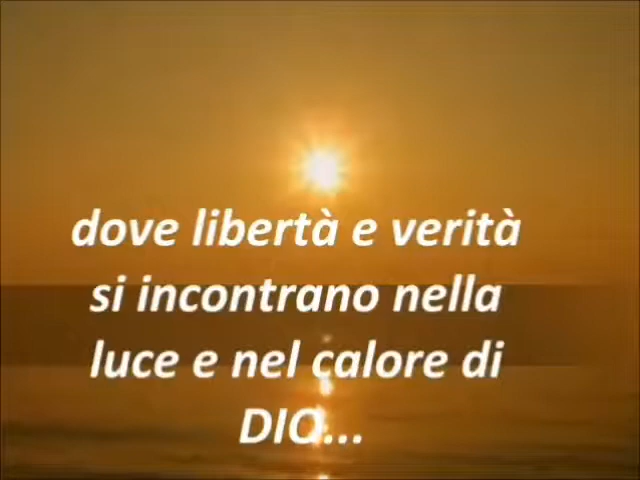 dove libertà e verità
si incontrano nella
luce e nel calore di
DIO...